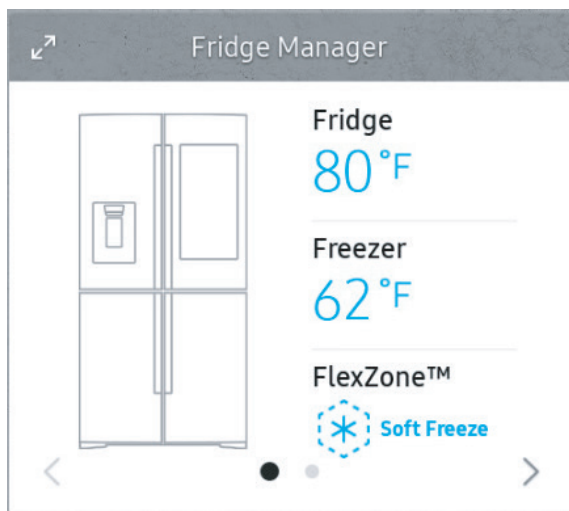 Fridge Manager
Fridge
80°F
Freezer
62°F
FlexZone™
Soft Freeze